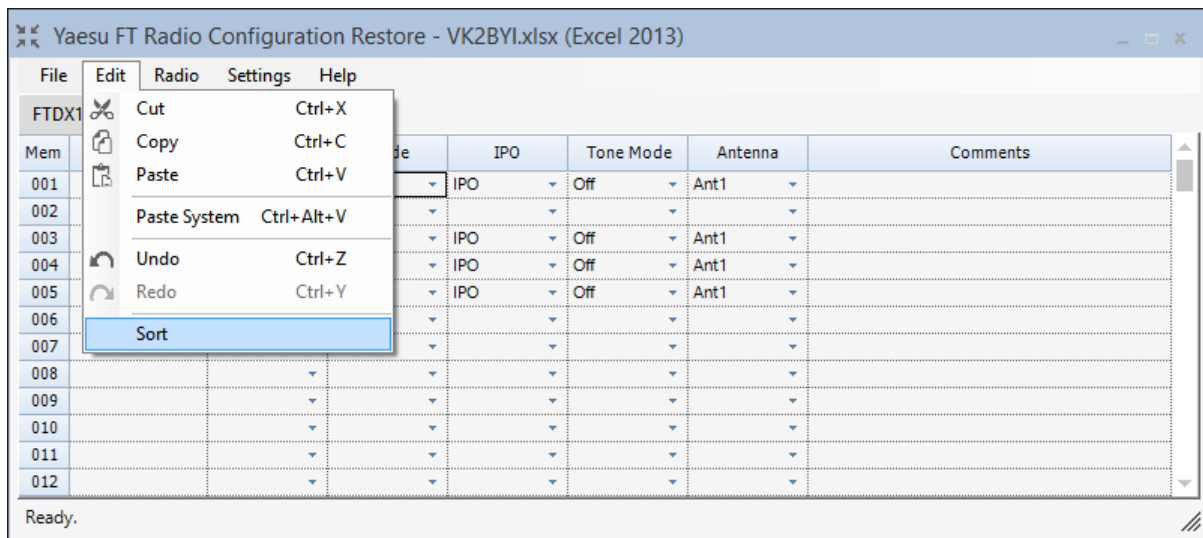 Yaesu FT Radio Configuration Restore - VK2BYI.xlsx (Excel 2013)
File Edit Radio Settings Help
FTDX1
Cut Ctrl+X
Copy Ctrl+C
Paste Ctrl+V
Paste System Ctrl+Alt+V
Undo Ctrl+Z
Redo Ctrl+Y
Sort
Mem de IPO Tone Mode Antenna Comments
001 IPO Off Ant1
002
003 IPO Off Ant1
004 IPO Off Ant1
005 IPO Off Ant1
006
007
008
009
010
011
012
Ready.